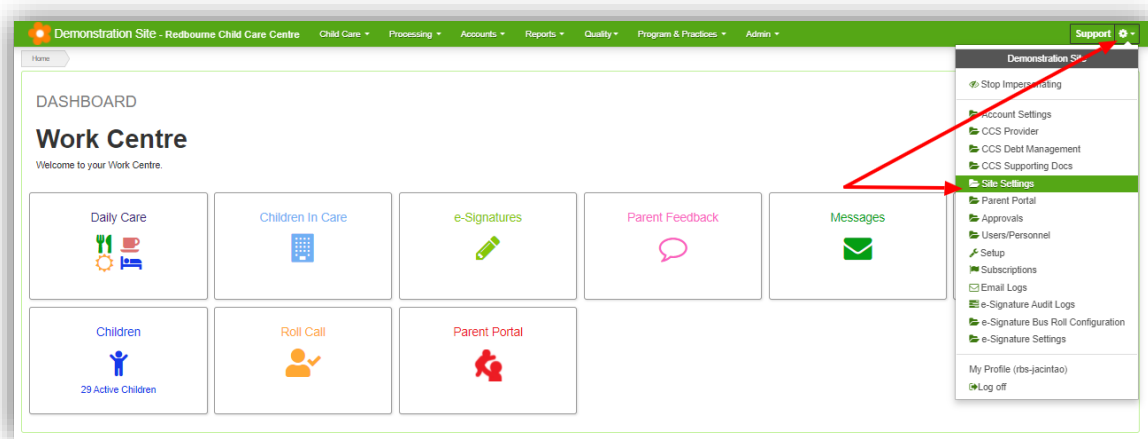 Demonstration Site - Redbourne Child Care Centre Child Care Processing Accounts Reports Quality Program & Practices Admin Support
Home
Demonstration Site
Stop Impersonating
Account Settings
CCS Provider
CCS Debt Management
CCS Supporting Docs
Site Settings
Parent Portal
Approvals
Users/Personnel
Setup
Subscriptions
Email Logs
e-Signature Audit Logs
e-Signature Bus Roll Configuration
e-Signature Settings
My Profile (rbs-jacintao)
Log off
DASHBOARD
Work Centre
Welcome to your Work Centre.
Daily Care
Children In Care
e-Signatures
Parent Feedback
Messages
Children
29 Active Children
Roll Call
Parent Portal